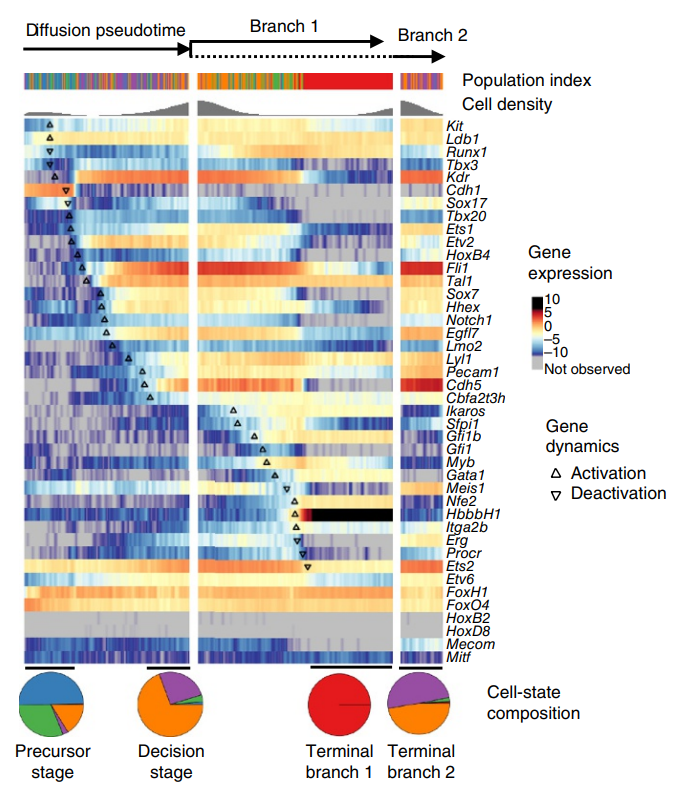 Diffusion pseudotime
Branch 1
Branch 2
Population index
Cell density
Kit
Ldb1
Runx1
Tbx3
Kdr
Cdh1
Sox17
Tbx20
Ets1
Etv2
HoxB4
Fli1
Tal1
Sox7
Hhex
Notch1
Egfl7
Lmo2
Lyl1
Pecam1
Cdh5
Cbfa2t3h
Ikaros
Sfpi1
Gfi1b
Gfi1
Myb
Gata1
Meis1
Nfe2
HbbbH1
Itga2b
Erg
Procr
Ets2
Etv6
FoxH1
FoxO4
HoxB2
HoxD8
Mecom
Mitf
Gene
expression
10
5
0
−5
−10
Not observed
Gene
dynamics
Activation
Deactivation
Cell-state
composition
Precursor
stage
Decision
stage
Terminal
branch 1
Terminal
branch 2